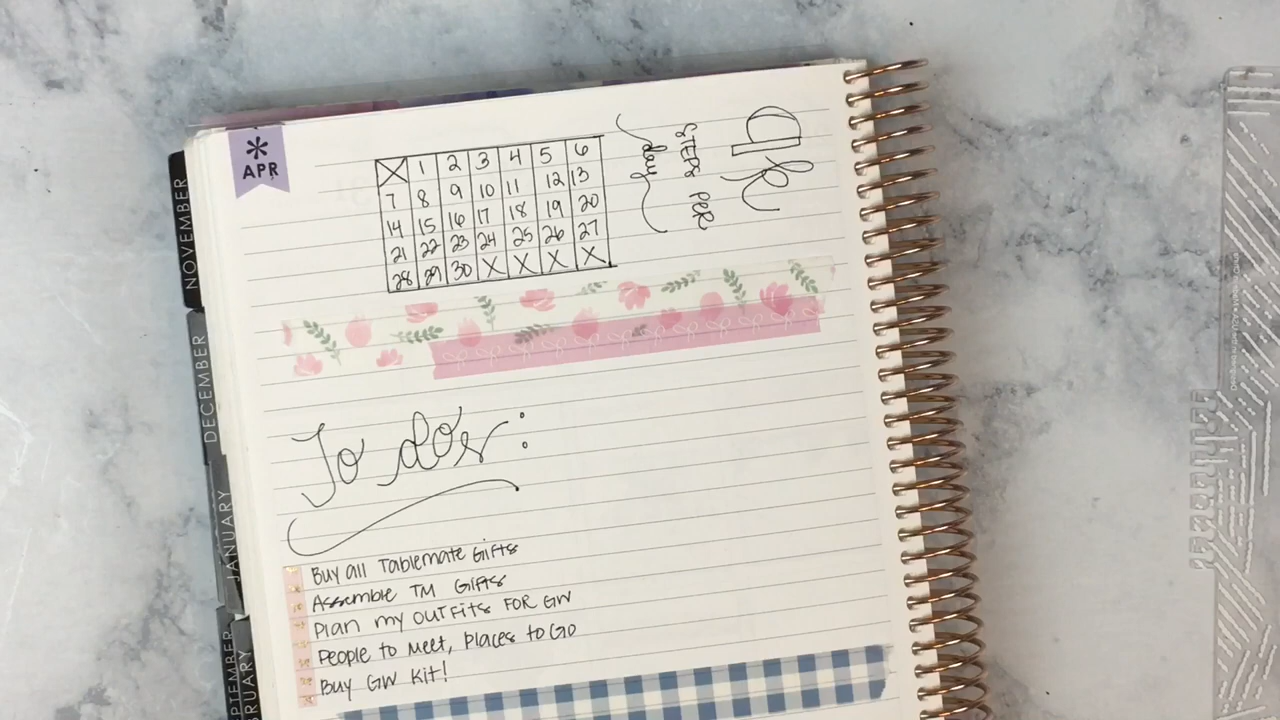 APR
1 2 3 4 5 6
7 8 9 10 11 12 13
14 15 16 17 18 19 20
21 22 23 24 25 26 27
28 29 30 X X X X
STEPS PER
day
To dos:
Buy all Tablemate Gifts
Assemble TM Gifts
Plan my OUTFits FOR GW
People to Meet, Places to Go
Buy GW Kit!
NOVEMBER
DECEMBER
JANUARY